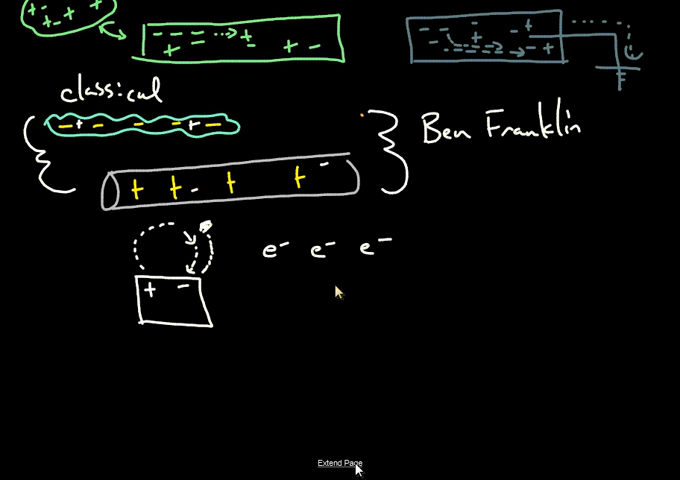 classical
Ben Franklin
e⁻ e⁻ e⁻
+ -
Extend Page